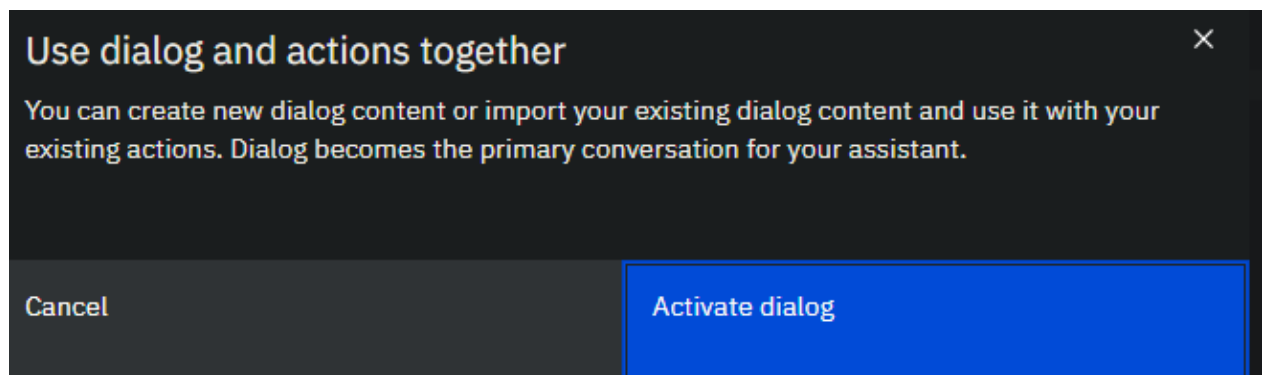 Use dialog and actions together
You can create new dialog content or import your existing dialog content and use it with your
existing actions. Dialog becomes the primary conversation for your assistant.
Cancel
Activate dialog